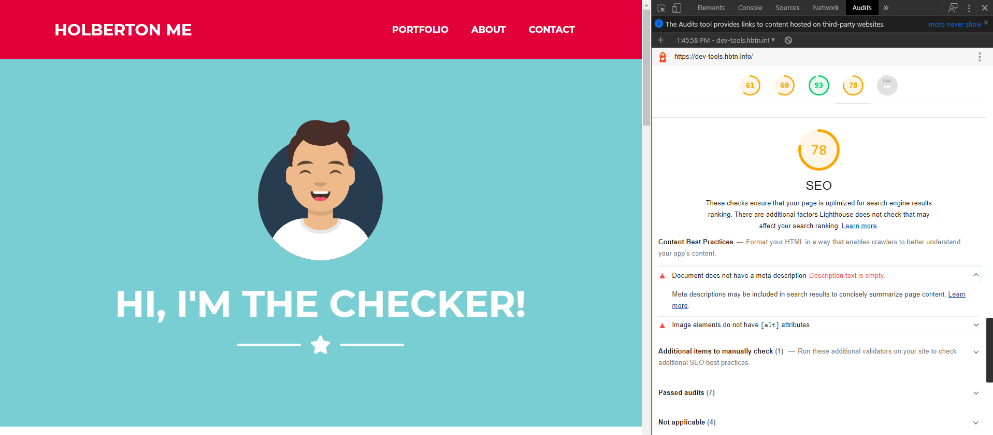 HOLBERTON ME
PORTFOLIO ABOUT CONTACT
HI, I'M THE CHECKER!
Elements Console Sources Network Audits »
The Audits tool provides links to content hosted on third-party websites. more never show
1:45:58 PM - dev-tools.hbtn.inf
https://dev-tools.hbtn.info/
61 60 93 78
78
SEO
These checks ensure that your page is optimized for search engine results
ranking. There are additional factors Lighthouse does not check that may
affect your search ranking. Learn more.
Content Best Practices — Format your HTML in a way that enables crawlers to better understand
your app's content.
Document does not have a meta description Description text is empty.
Meta descriptions may be included in search results to concisely summarize page content. Learn
more.
Image elements do not have [alt] attributes
Additional items to manually check (1) — Run these additional validators on your site to check
additional SEO best practices.
Passed audits (7)
Not applicable (4)